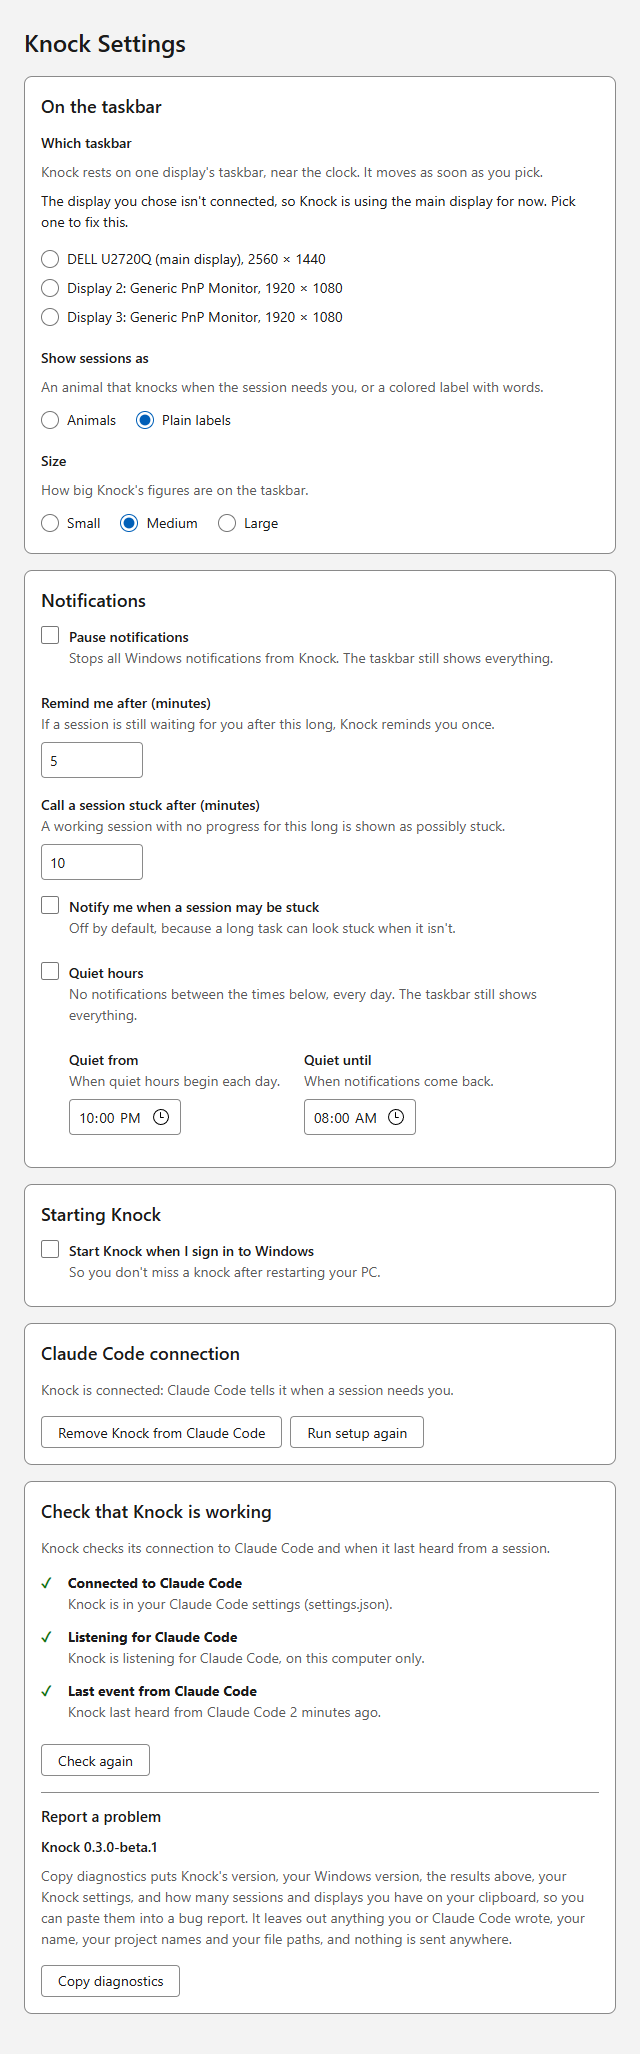 Knock Settings
On the taskbar
Which taskbar
Knock rests on one display's taskbar, near the clock. It moves as soon as you pick.
The display you chose isn't connected, so Knock is using the main display for now. Pick
one to fix this.
DELL U2720Q (main display), 2560 × 1440
Display 2: Generic PnP Monitor, 1920 × 1080
Display 3: Generic PnP Monitor, 1920 × 1080
Show sessions as
An animal that knocks when the session needs you, or a colored label with words.
Animals Plain labels
Size
How big Knock's figures are on the taskbar.
Small Medium Large
Notifications
Pause notifications
Stops all Windows notifications from Knock. The taskbar still shows everything.
Remind me after (minutes)
If a session is still waiting for you after this long, Knock reminds you once.
5
Call a session stuck after (minutes)
A working session with no progress for this long is shown as possibly stuck.
10
Notify me when a session may be stuck
Off by default, because a long task can look stuck when it isn't.
Quiet hours
No notifications between the times below, every day. The taskbar still shows
everything.
Quiet from Quiet until
When quiet hours begin each day. When notifications come back.
10:00 PM 08:00 AM
Starting Knock
Start Knock when I sign in to Windows
So you don't miss a knock after restarting your PC.
Claude Code connection
Knock is connected: Claude Code tells it when a session needs you.
Remove Knock from Claude Code Run setup again
Check that Knock is working
Knock checks its connection to Claude Code and when it last heard from a session.
✓ Connected to Claude Code
Knock is in your Claude Code settings (settings.json).
✓ Listening for Claude Code
Knock is listening for Claude Code, on this computer only.
✓ Last event from Claude Code
Knock last heard from Claude Code 2 minutes ago.
Check again
Report a problem
Knock 0.3.0-beta.1
Copy diagnostics puts Knock's version, your Windows version, the results above, your
Knock settings, and how many sessions and displays you have on your clipboard, so you
can paste them into a bug report. It leaves out anything you or Claude Code wrote, your
name, your project names and your file paths, and nothing is sent anywhere.
Copy diagnostics